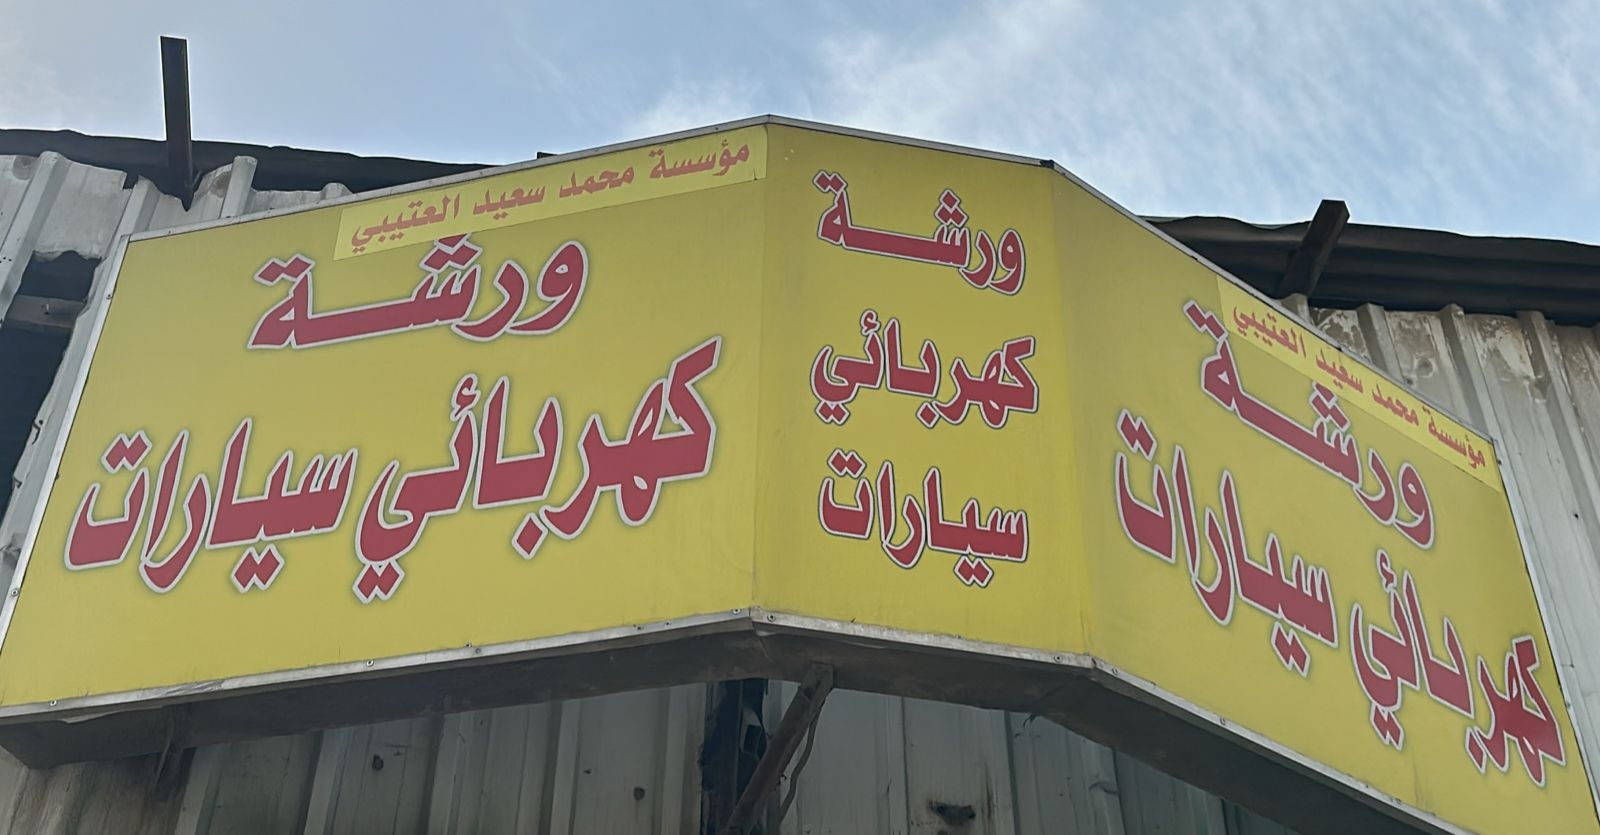 مؤسسة محمد سعيد العتيبي
ورشة
كهربائي سيارات
ورشة
كهربائي
سيارات
مؤسسة محمد سعيد العتيبي
ورشة
كهربائي سيارات